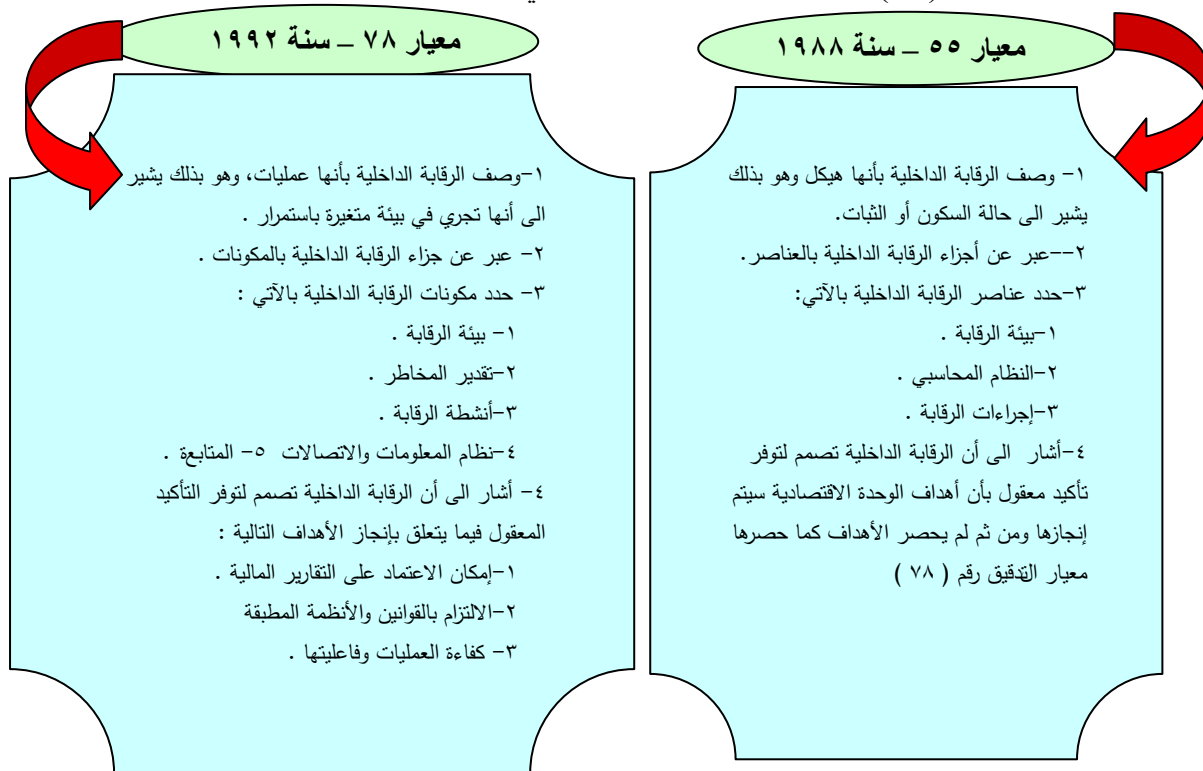 معيار ٥٥ – سنة ١٩٨٨
١- وصف الرقابة الداخلية بأنها هيكل وهو بذلك
يشير الى حالة السكون أو الثبات.
٢--عبر عن أجزاء الرقابة الداخلية بالعناصر.
٣-حدد عناصر الرقابة الداخلية بالآتي:
١-بيئة الرقابة .
٢-النظام المحاسبي .
٣-إجراءات الرقابة .
٤-أشار الى أن الرقابة الداخلية تصمم لتوفر
تأكيد معقول بأن أهداف الوحدة الاقتصادية سيتم
إنجازها ومن ثم لم يحصر الأهداف كما حصرها
معيار التدقيق رقم ( ٧٨ )
معيار ٧٨ – سنة ١٩٩٢
١-وصف الرقابة الداخلية بأنها عمليات، وهو بذلك يشير
الى أنها تجري في بيئة متغيرة باستمرار .
٢- عبر عن جزاء الرقابة الداخلية بالمكونات .
٣- حدد مكونات الرقابة الداخلية بالآتي :
١- بيئة الرقابة .
٢-تقدير المخاطر .
٣-أنشطة الرقابة .
٤-نظام المعلومات والاتصالات ٥- المتابعة .
٤- أشار الى أن الرقابة الداخلية تصمم لتوفر التأكيد
المعقول فيما يتعلق بإنجاز الأهداف التالية :
١-إمكان الاعتماد على التقارير المالية .
٢-الالتزام بالقوانين والأنظمة المطبقة
٣- كفاءة العمليات وفاعليتها .